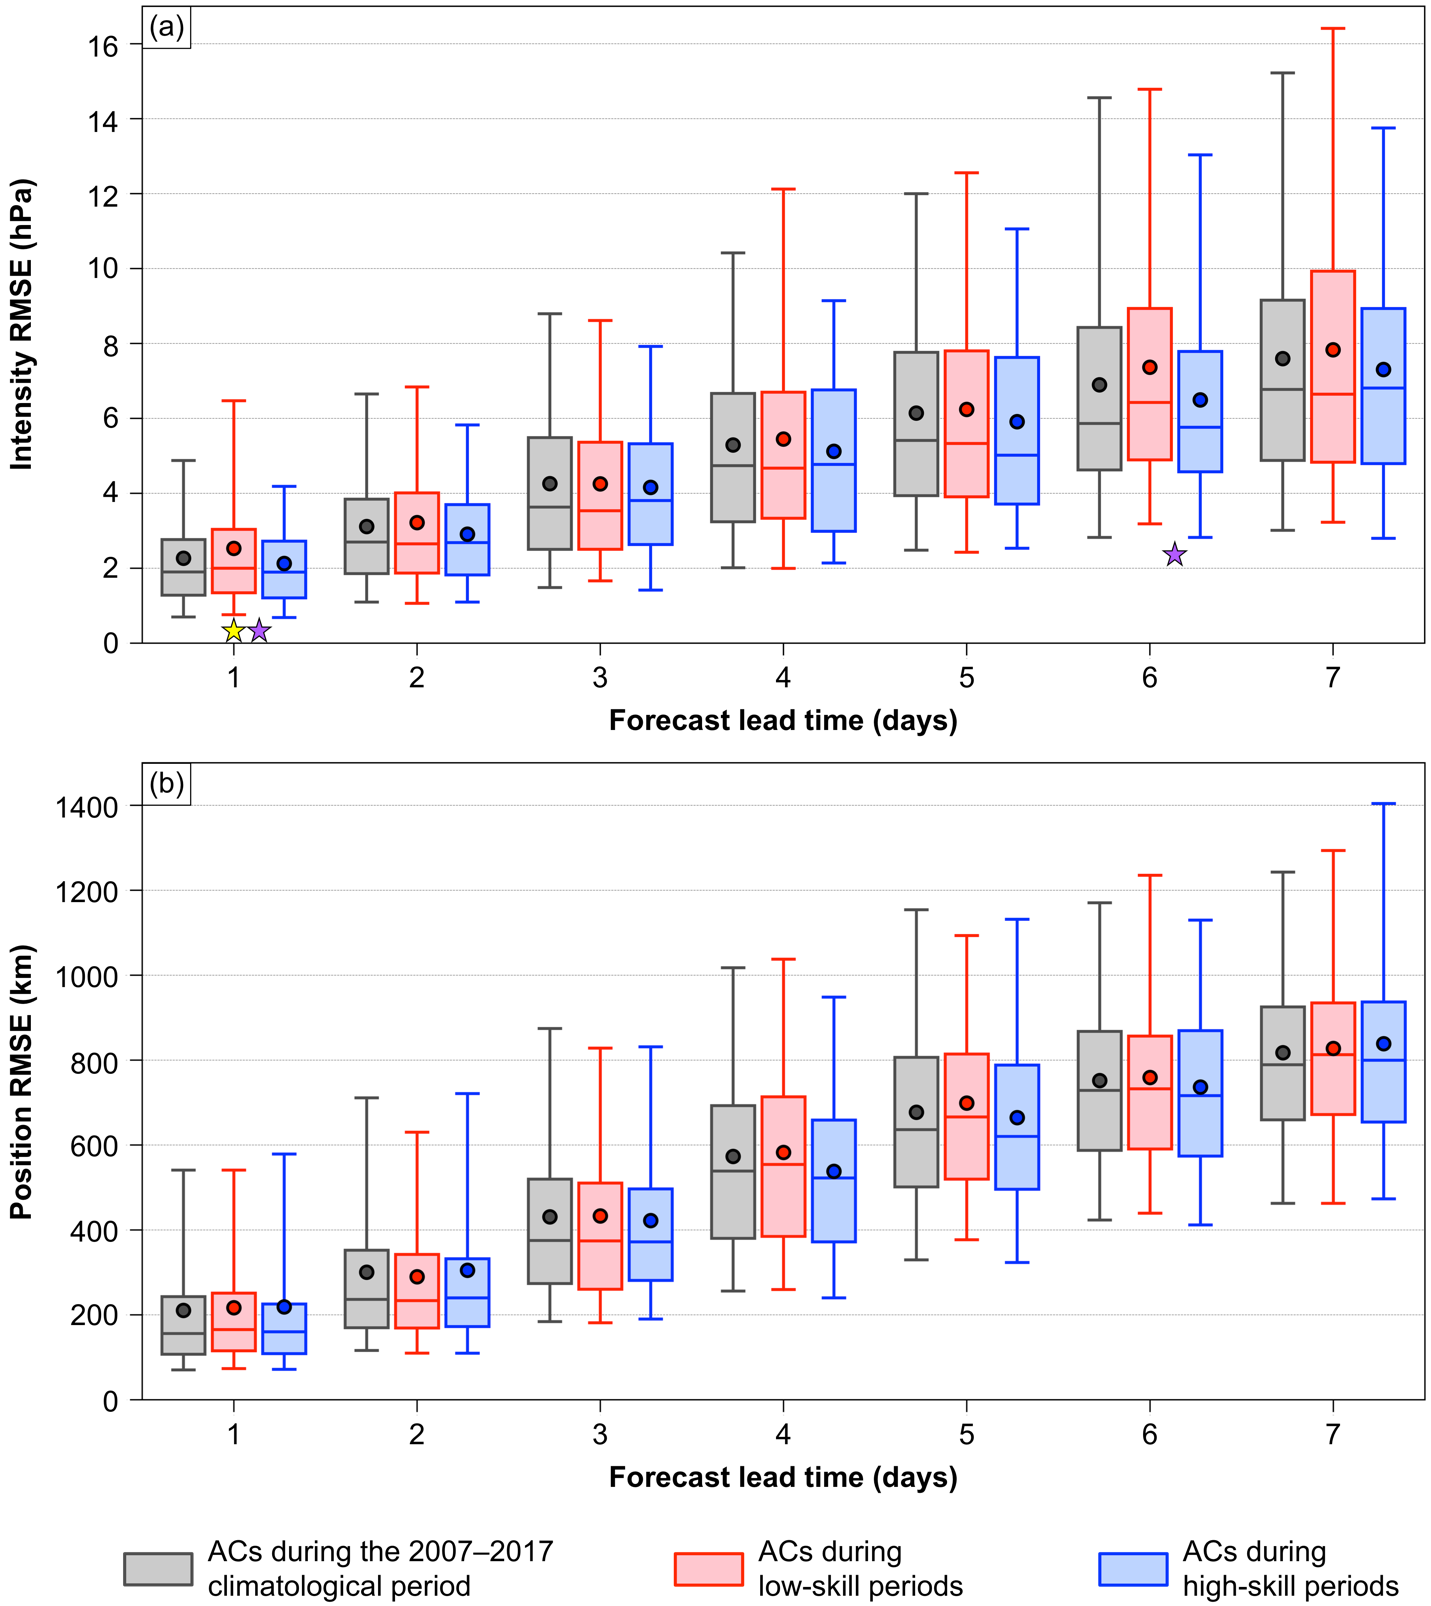 (a)
Intensity RMSE (hPa)
16
14
12
10
8
6
4
2
0
1 2 3 4 5 6 7
Forecast lead time (days)
(b)
Position RMSE (km)
1400
1200
1000
800
600
400
200
0
1 2 3 4 5 6 7
Forecast lead time (days)
ACs during the 2007–2017
climatological period
ACs during
low-skill periods
ACs during
high-skill periods